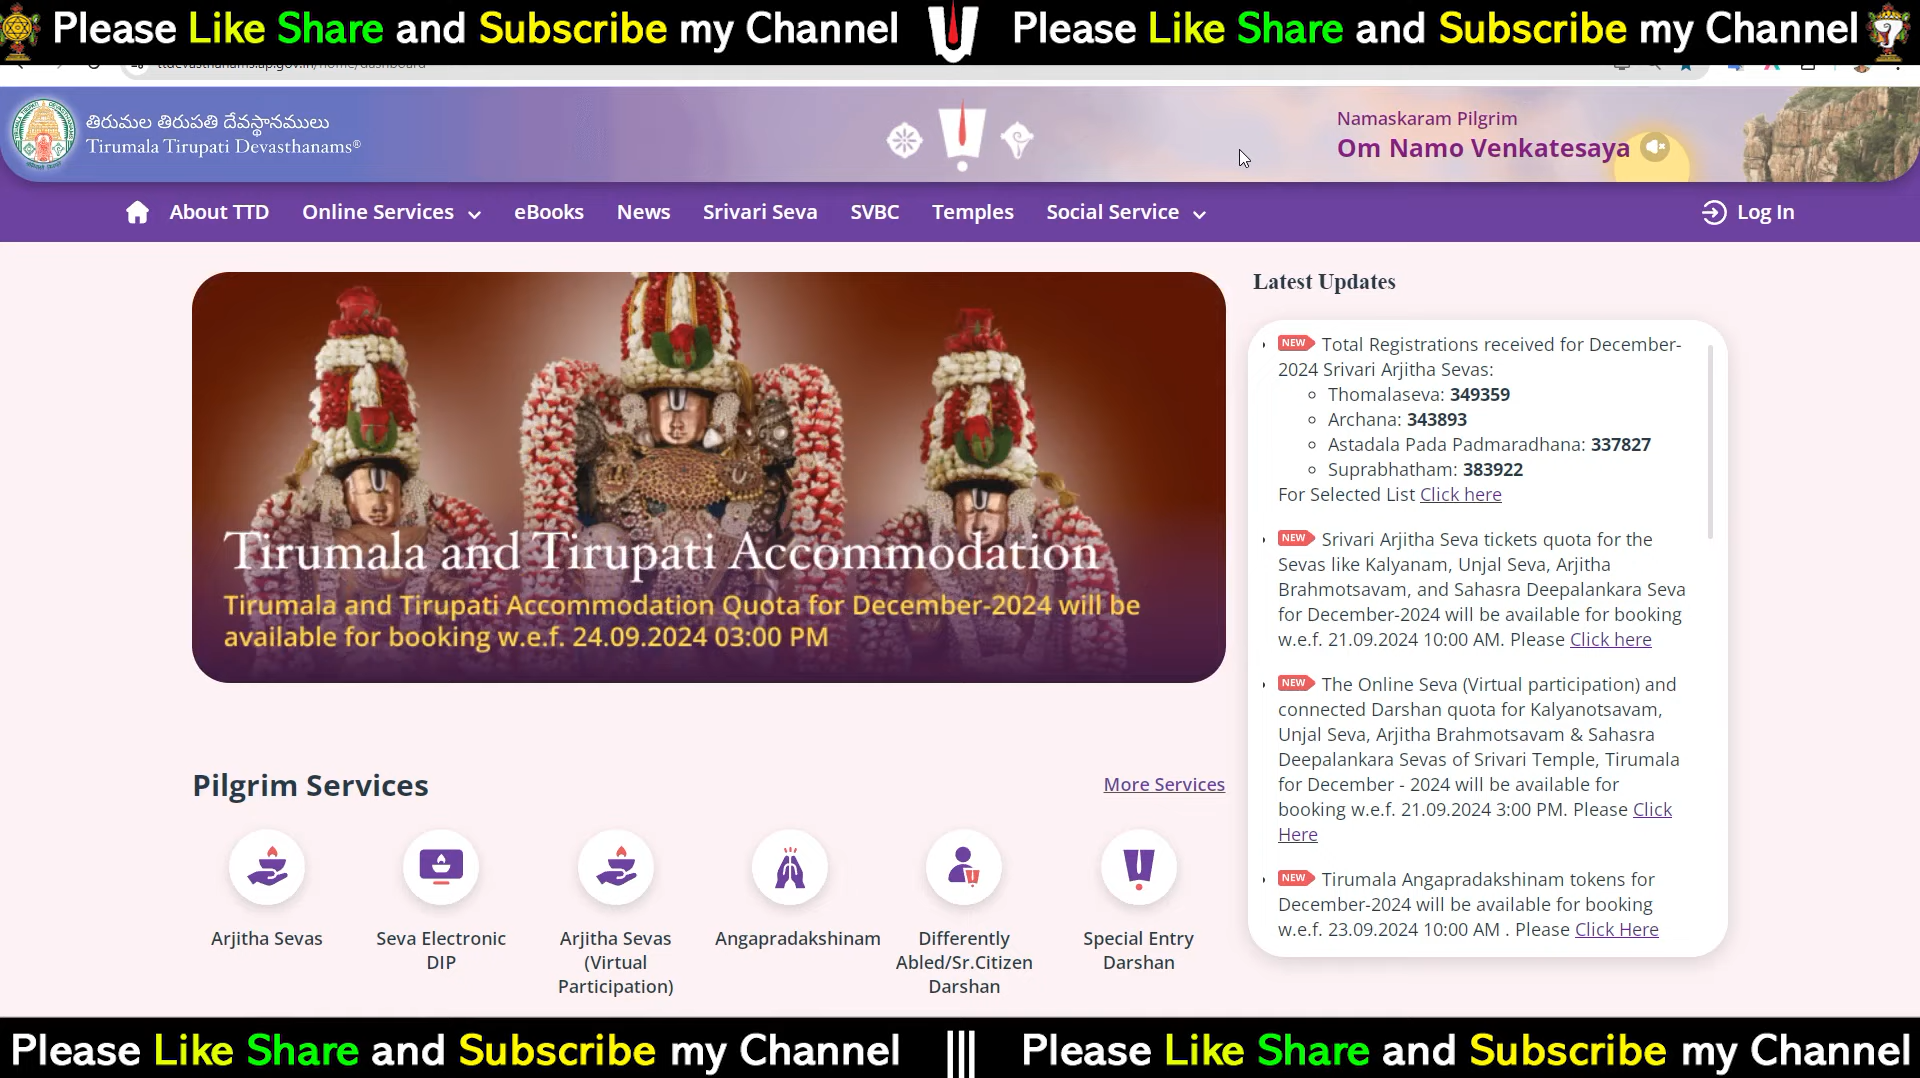 Please Like Share and Subscribe my Channel Please Like Share and Subscribe my Channel
ttdevasthanams.ap.gov.in/home/dashboard
తిరుమల తిరుపతి దేవస్థానములు
Tirumala Tirupati Devasthanams®
Namaskaram Pilgrim
Om Namo Venkatesaya
About TTD Online Services eBooks News Srivari Seva SVBC Temples Social Service Log In
Tirumala and Tirupati Accommodation
Tirumala and Tirupati Accommodation Quota for December-2024 will be
available for booking w.e.f. 24.09.2024 03:00 PM
Latest Updates
NEW Total Registrations received for December-
2024 Srivari Arjitha Sevas:
Thomalaseva: 349359
Archana: 343893
Astadala Pada Padmaradhana: 337827
Suprabhatham: 383922
For Selected List Click here
NEW Srivari Arjitha Seva tickets quota for the
Sevas like Kalyanam, Unjal Seva, Arjitha
Brahmotsavam, and Sahasra Deepalankara Seva
for December-2024 will be available for booking
w.e.f. 21.09.2024 10:00 AM. Please Click here
NEW The Online Seva (Virtual participation) and
connected Darshan quota for Kalyanotsavam,
Unjal Seva, Arjitha Brahmotsavam & Sahasra
Deepalankara Sevas of Srivari Temple, Tirumala
for December - 2024 will be available for
booking w.e.f. 21.09.2024 3:00 PM. Please Click
Here
NEW Tirumala Angapradakshinam tokens for
December-2024 will be available for booking
w.e.f. 23.09.2024 10:00 AM . Please Click Here
Pilgrim Services
More Services
Arjitha Sevas
Seva Electronic
DIP
Arjitha Sevas
(Virtual
Participation)
Angapradakshinam
Differently
Abled/Sr.Citizen
Darshan
Special Entry
Darshan
Please Like Share and Subscribe my Channel ||| Please Like Share and Subscribe my Channel